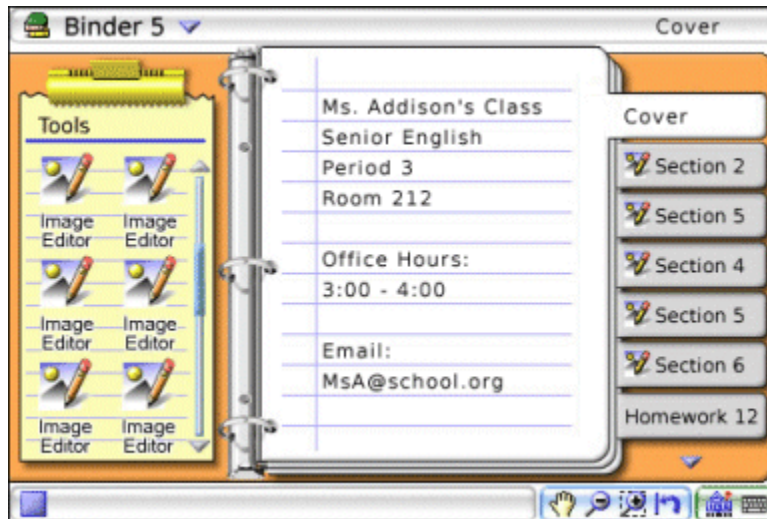 Binder 5
Cover
Tools
Image Editor
Image Editor
Image Editor
Image Editor
Image Editor
Image Editor
Ms. Addison's Class
Senior English
Period 3
Room 212
Office Hours:
3:00 - 4:00
Email:
MsA@school.org
Cover
Section 2
Section 5
Section 4
Section 5
Section 6
Homework 12